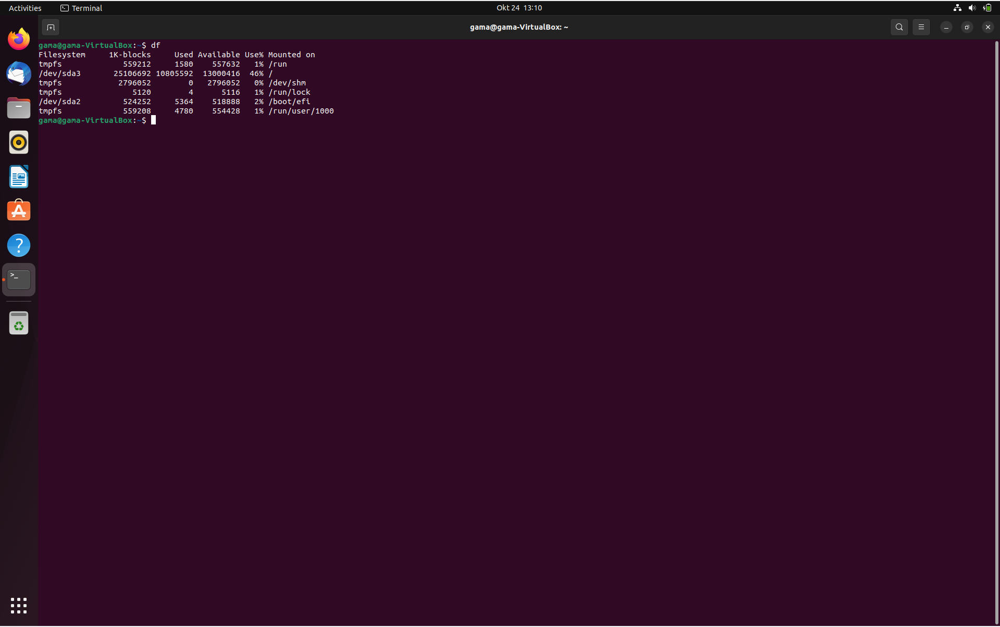 Activities Terminal Okt 24 13:10
gama@gama-VirtualBox: ~
gama@gama-VirtualBox:~$ df
Filesystem     1K-blocks     Used Available Use% Mounted on
tmpfs             559212     1580    557632   1% /run
/dev/sda3       25106692 10805592  13000416  46% /
tmpfs            2796052        0   2796052   0% /dev/shm
tmpfs               5120        4      5116   1% /run/lock
/dev/sda2         524252     5364    518888   2% /boot/efi
tmpfs             559208     4780    554428   1% /run/user/1000
gama@gama-VirtualBox:~$